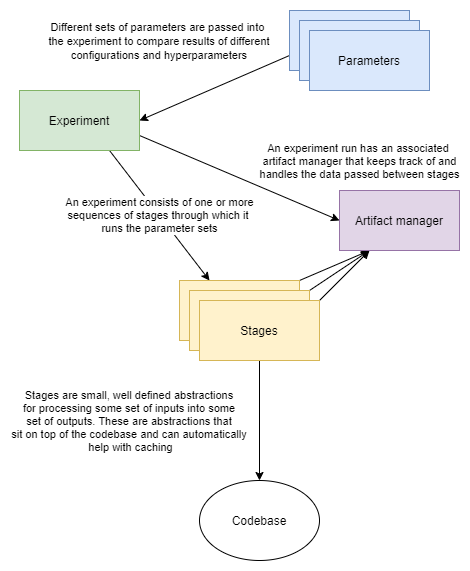 Different sets of parameters are passed into
the experiment to compare results of different
configurations and hyperparameters
Parameters
Experiment
An experiment run has an associated
artifact manager that keeps track of and
handles the data passed between stages
An experiment consists of one or more
sequences of stages through which it
runs the parameter sets
Artifact manager
Stages
Stages are small, well defined abstractions
for processing some set of inputs into some
set of outputs. These are abstractions that
sit on top of the codebase and can automatically
help with caching
Codebase